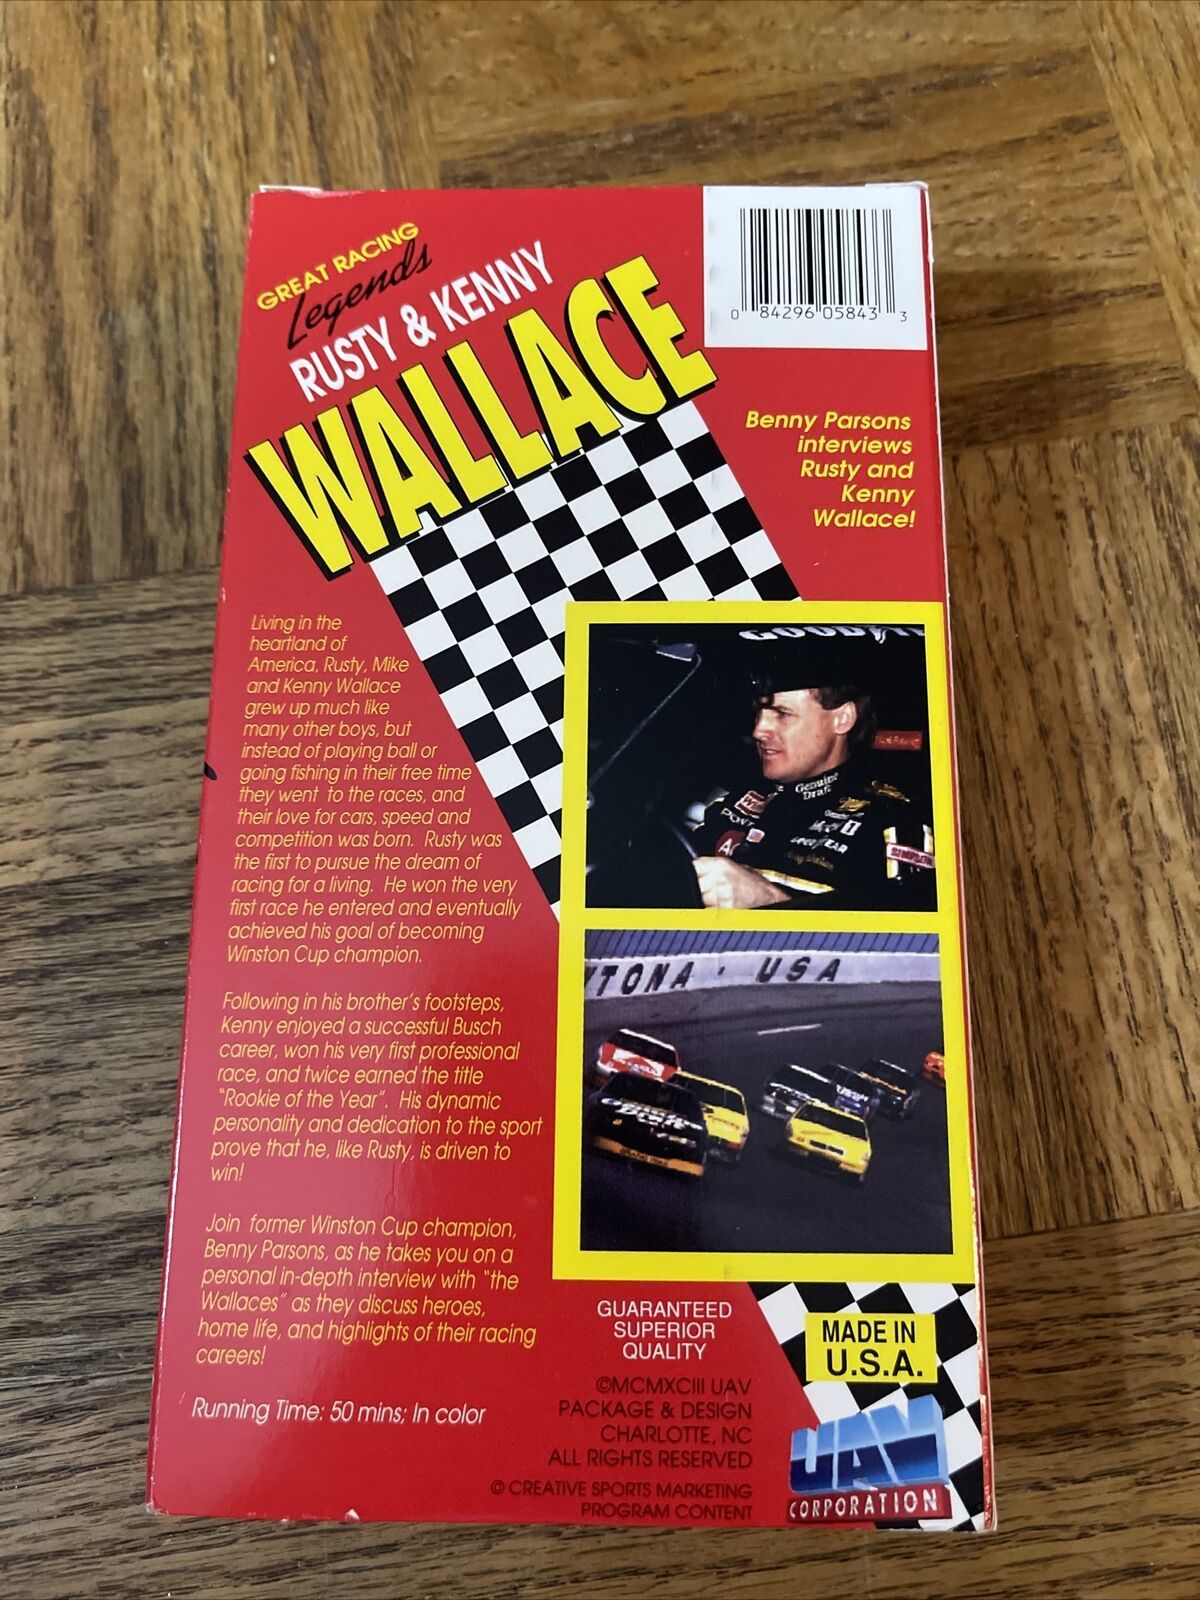 GREAT RACING
Legends
RUSTY & KENNY
WALLACE
0 84296 05843 3
Benny Parsons
interviews
Rusty and
Kenny
Wallace!
Living in the
heartland of
America, Rusty, Mike
and Kenny Wallace
grew up much like
many other boys, but
instead of playing ball or
going fishing in their free time
they went to the races, and
their love for cars, speed and
competition was born. Rusty was
the first to pursue the dream of
racing for a living. He won the very
first race he entered and eventually
achieved his goal of becoming
Winston Cup champion.
Following in his brother's footsteps,
Kenny enjoyed a successful Busch
career, won his very first professional
race, and twice earned the title
"Rookie of the Year". His dynamic
personality and dedication to the sport
prove that he, like Rusty, is driven to
win!
Join former Winston Cup champion,
Benny Parsons, as he takes you on a
personal in-depth interview with "the
Wallaces" as they discuss heroes,
home life, and highlights of their racing
careers!
Running Time: 50 mins; In color
Genuine
Draft
GOODYEAR
TONA · USA
GUARANTEED
SUPERIOR
QUALITY
©MCMXCIII UAV
PACKAGE & DESIGN
CHARLOTTE, NC
ALL RIGHTS RESERVED
© CREATIVE SPORTS MARKETING
PROGRAM CONTENT
MADE IN
U.S.A.
UAV
CORPORATION